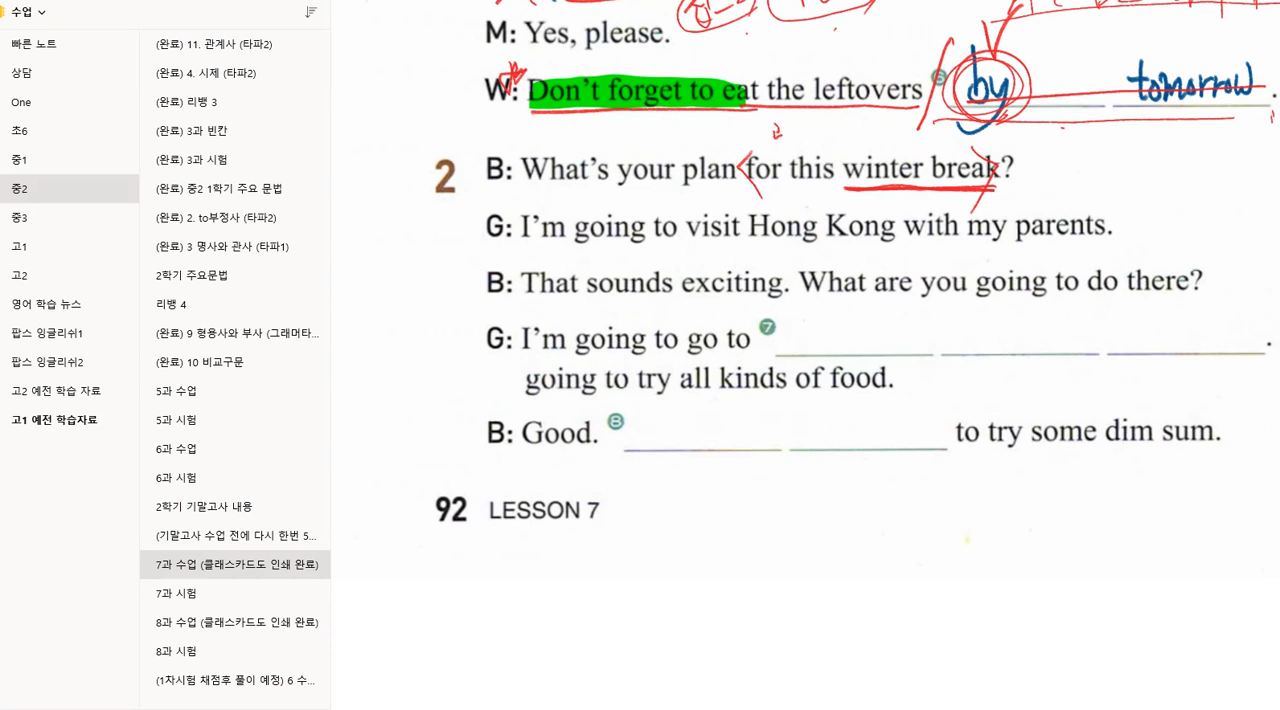 수업
빠른 노트
상담
One
초6
중1
중2
중3
고1
고2
영어 학습 뉴스
팝스 잉글리쉬1
팝스 잉글리쉬2
고2 예전 학습 자료
고1 예전 학습자료
(완료) 11. 관계사 (타파2)
(완료) 4. 시제 (타파2)
(완료) 리뱅 3
(완료) 3과 빈칸
(완료) 3과 시험
(완료) 중2 1학기 주요 문법
(완료) 2. to부정사 (타파2)
(완료) 3 명사와 관사 (타파1)
2학기 주요문법
리뱅 4
(완료) 9 형용사와 부사 (그래머타...
(완료) 10 비교구문
5과 수업
5과 시험
6과 수업
6과 시험
2학기 기말고사 내용
(기말고사 수업 전에 다시 한번 5...
7과 수업 (클래스카드도 인쇄 완료)
7과 시험
8과 수업 (클래스카드도 인쇄 완료)
8과 시험
(1차시험 채점후 풀이 예정) 6 수...
M: Yes, please.
W: Don't forget to eat the leftovers by tomorrow.
2 B: What's your plan for this winter break?
G: I'm going to visit Hong Kong with my parents.
B: That sounds exciting. What are you going to do there?
G: I'm going to go to 7 .
going to try all kinds of food.
B: Good. 8 to try some dim sum.
92 LESSON 7